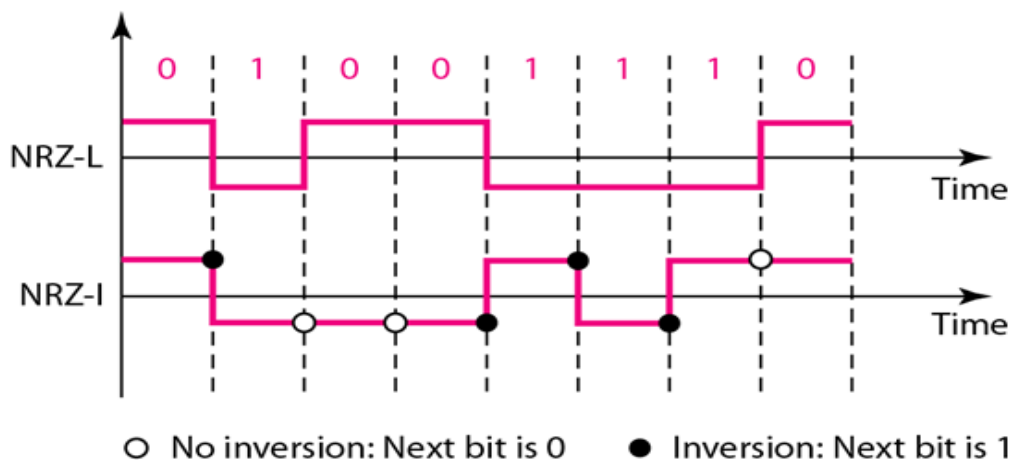 0 1 0 0 1 1 1 0
NRZ-L
Time
NRZ-I
Time
No inversion: Next bit is 0 Inversion: Next bit is 1